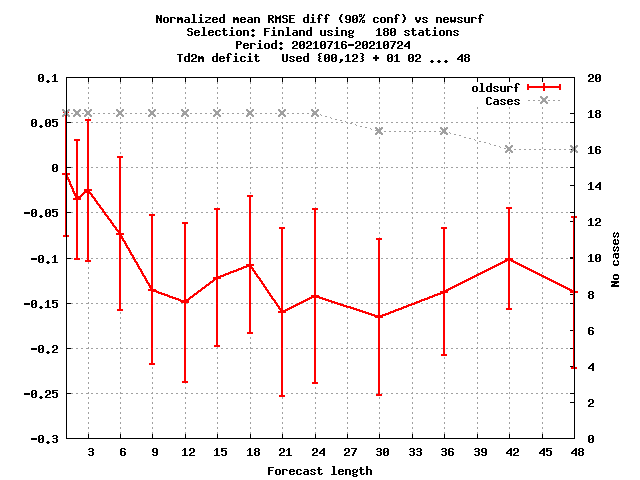 Normalized mean RMSE diff (90% conf) vs newsurf
Selection: Finland using   180 stations
Period: 20210716-20210724
Td2m deficit   Used {00,12} + 01 02 ... 48
oldsurf
Cases
0.1
0.05
0
-0.05
-0.1
-0.15
-0.2
-0.25
-0.3
20
18
16
14
12
10
8
6
4
2
0
No cases
3 6 9 12 15 18 21 24 27 30 33 36 39 42 45 48
Forecast length